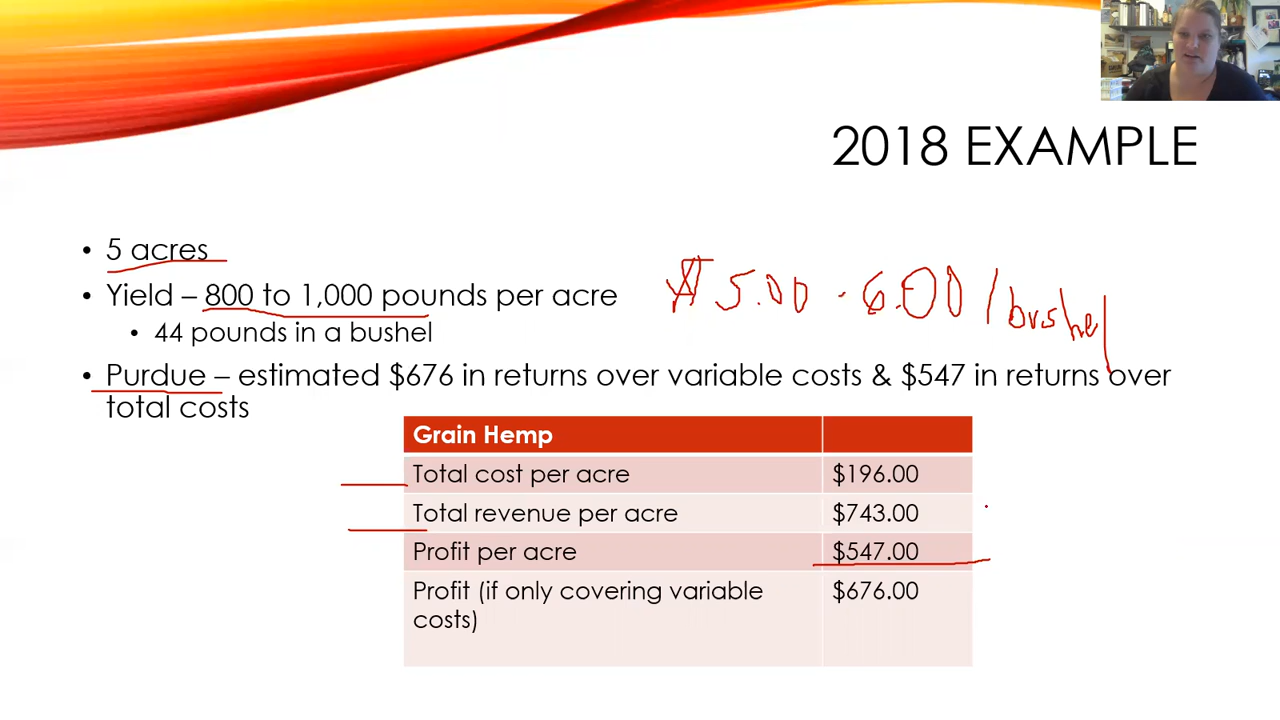 2018 EXAMPLE
• 5 acres
• Yield – 800 to 1,000 pounds per acre
• 44 pounds in a bushel
$5.00 - 6.00 / bushel
• Purdue – estimated $676 in returns over variable costs & $547 in returns over
total costs
Grain Hemp
Total cost per acre $196.00
Total revenue per acre $743.00
Profit per acre $547.00
Profit (if only covering variable $676.00
costs)